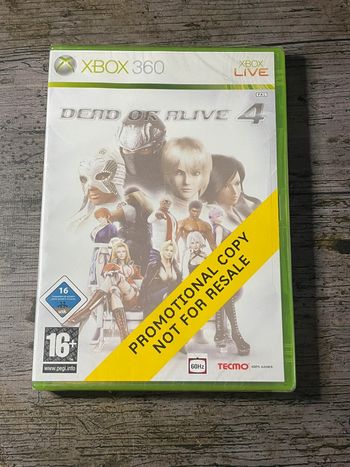 XBOX 360
XBOX
LIVE
PAL
DEAD OR ALIVE 4
PROMOTIONAL COPY
NOT FOR RESALE
16
16+
www.pegi.info
60Hz
TECMO